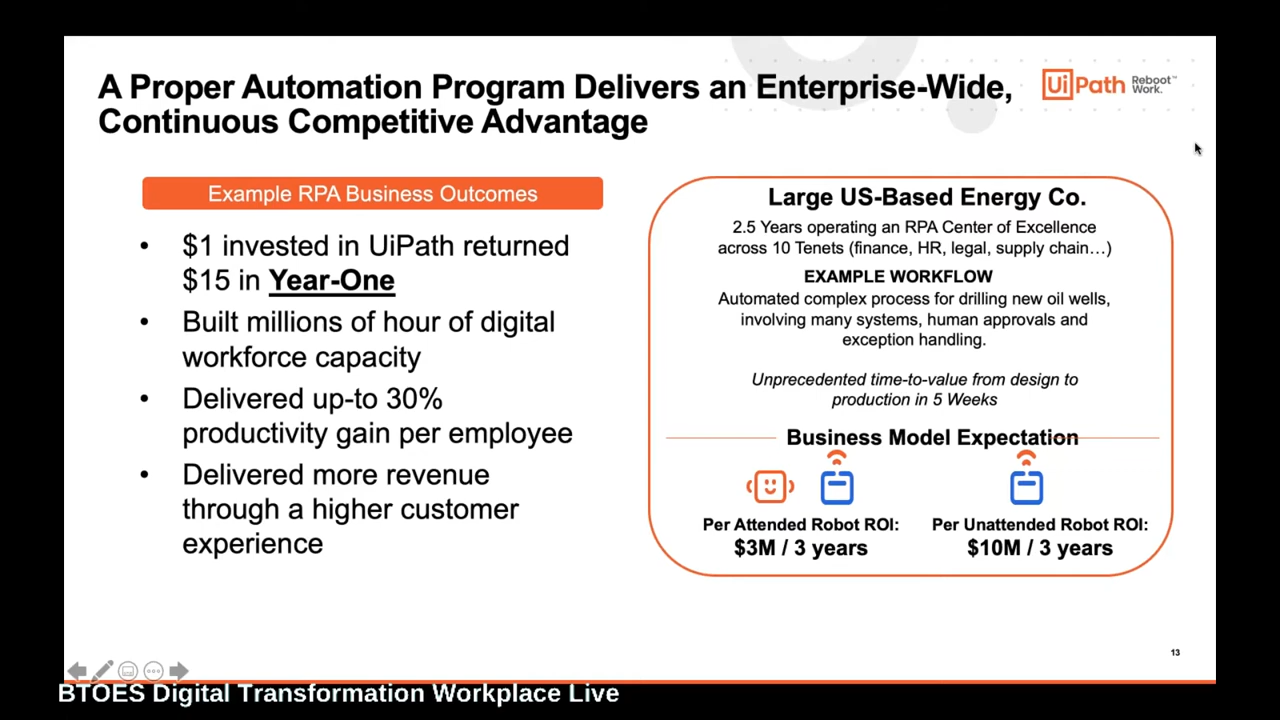 A Proper Automation Program Delivers an Enterprise-Wide,
Continuous Competitive Advantage
UiPath Reboot Work.™
Example RPA Business Outcomes
• $1 invested in UiPath returned
$15 in Year-One
• Built millions of hour of digital
workforce capacity
• Delivered up-to 30%
productivity gain per employee
• Delivered more revenue
through a higher customer
experience
Large US-Based Energy Co.
2.5 Years operating an RPA Center of Excellence
across 10 Tenets (finance, HR, legal, supply chain…)
EXAMPLE WORKFLOW
Automated complex process for drilling new oil wells,
involving many systems, human approvals and
exception handling.
Unprecedented time-to-value from design to
production in 5 Weeks
Business Model Expectation
Per Attended Robot ROI:
$3M / 3 years
Per Unattended Robot ROI:
$10M / 3 years
13
BTOES Digital Transformation Workplace Live